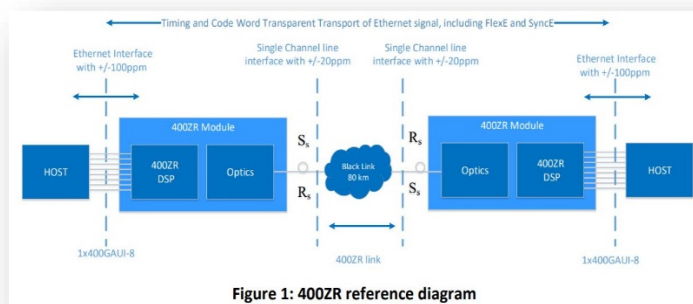 Timing and Code Word Transparent Transport of Ethernet signal, including FlexE and SyncE
Ethernet Interface
with +/-100ppm
Single Channel line
interface with +/-20ppm
Single Channel line
interface with +/-20ppm
Ethernet Interface
with +/-100ppm
400ZR Module
400ZR Module
HOST
400ZR
DSP
Optics
Ss
Rs
Black Link
80 km
Rs
Ss
Optics
400ZR
DSP
HOST
1x400GAUI-8
400ZR link
1x400GAUI-8
Figure 1: 400ZR reference diagram